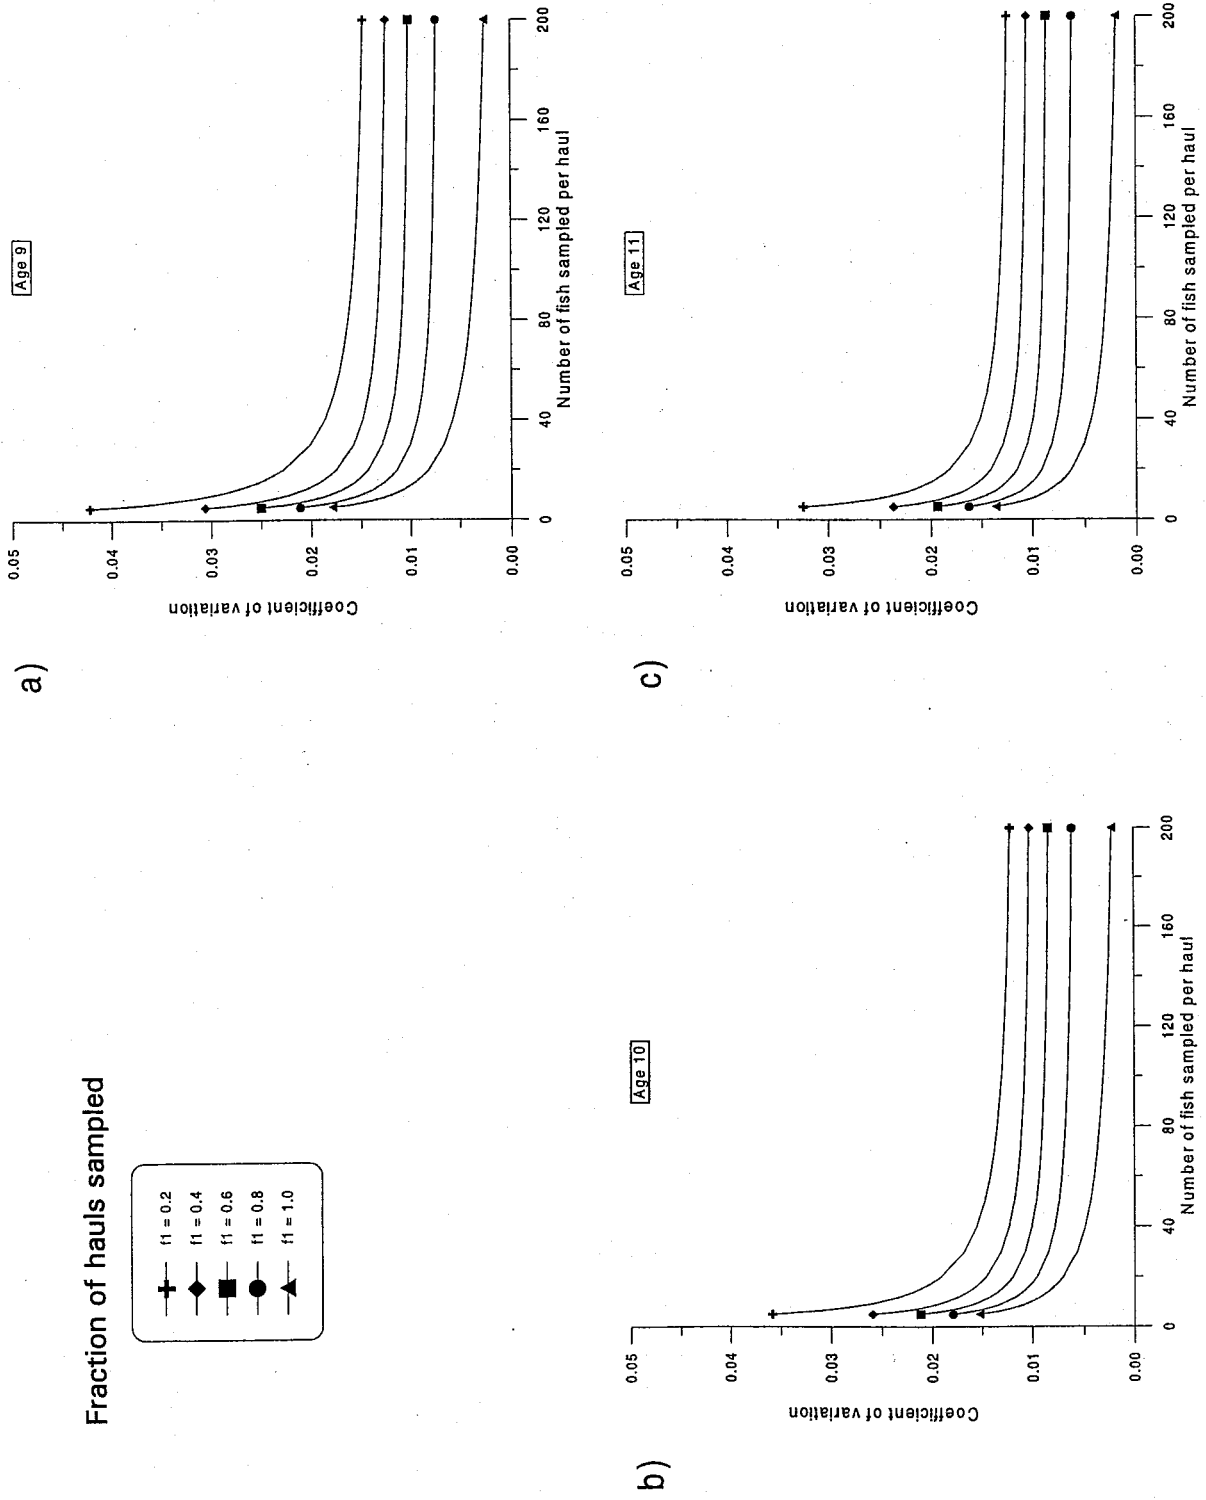 Fraction of hauls sampled
f1 = 0.2
f1 = 0.4
f1 = 0.6
f1 = 0.8
f1 = 1.0
a)
Age 9
Coefficient of variation
0.05
0.04
0.03
0.02
0.01
0.00
0 40 80 120 160 200
Number of fish sampled per haul
b)
Age 10
Coefficient of variation
0.05
0.04
0.03
0.02
0.01
0.00
0 40 80 120 160 200
Number of fish sampled per haul
c)
Age 11
Coefficient of variation
0.05
0.04
0.03
0.02
0.01
0.00
0 40 80 120 160 200
Number of fish sampled per haul